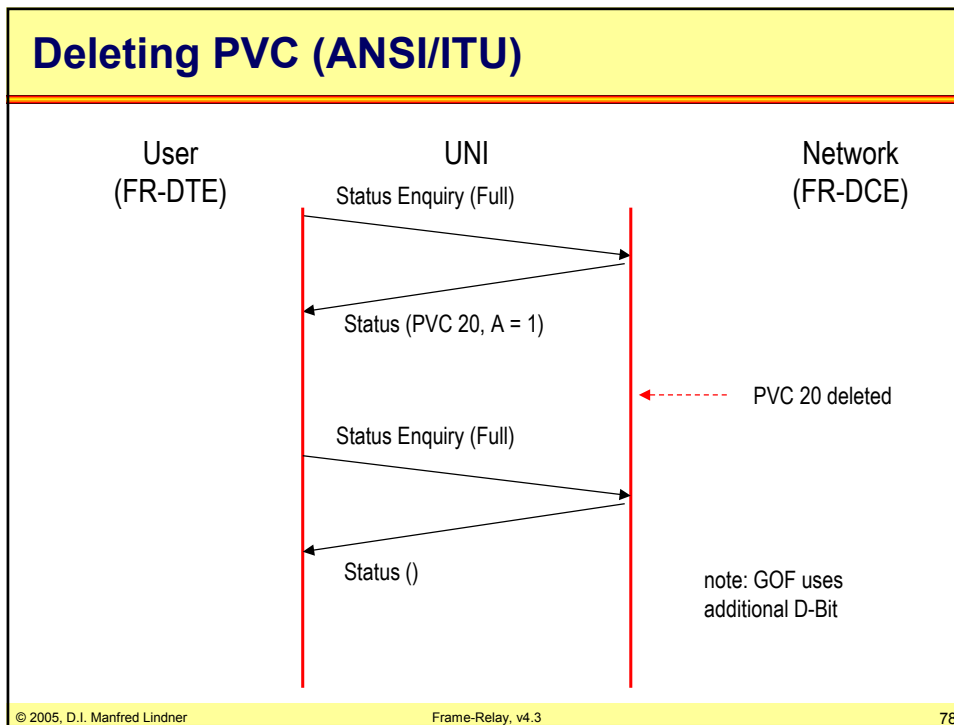 Deleting PVC (ANSI/ITU)
User
(FR-DTE)
UNI
Network
(FR-DCE)
Status Enquiry (Full)
Status (PVC 20, A = 1)
PVC 20 deleted
Status Enquiry (Full)
Status ()
note: GOF uses
additional D-Bit
© 2005, D.I. Manfred Lindner
Frame-Relay, v4.3
78